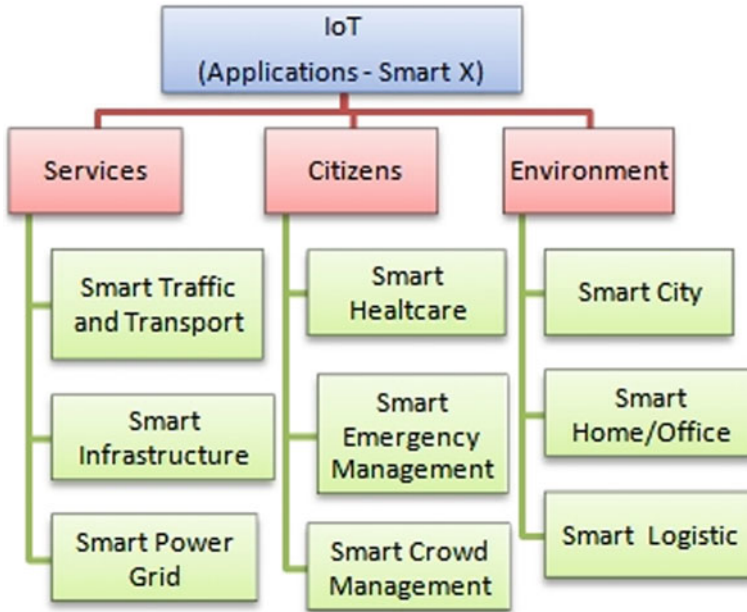 IoT
(Applications - Smart X)
Services
Citizens
Environment
Smart Traffic
and Transport
Smart
Healtcare
Smart City
Smart
Infrastructure
Smart
Emergency
Management
Smart
Home/Office
Smart Power
Grid
Smart Crowd
Management
Smart Logistic